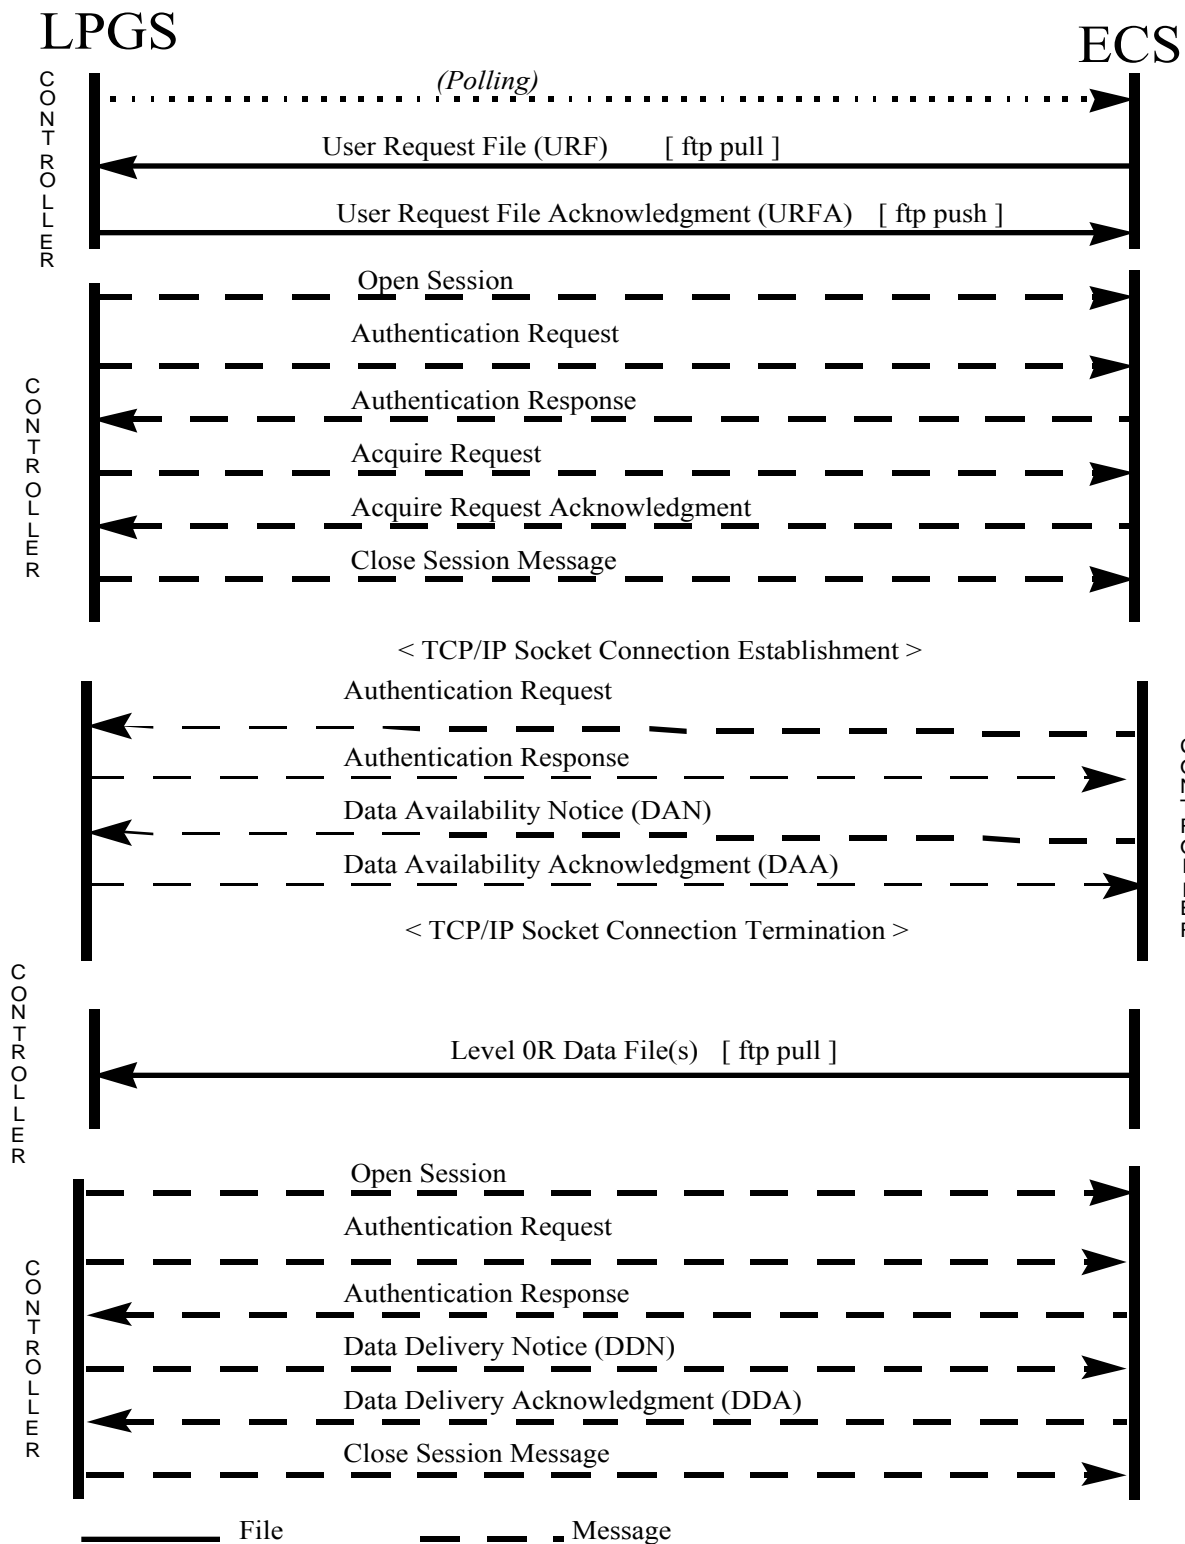 LPGS
ECS
CONTROLLER
(Polling)
User Request File (URF) [ ftp pull ]
User Request File Acknowledgment (URFA) [ ftp push ]
CONTROLLER
Open Session
Authentication Request
Authentication Response
Acquire Request
Acquire Request Acknowledgment
Close Session Message
< TCP/IP Socket Connection Establishment >
Authentication Request
Authentication Response
Data Availability Notice (DAN)
Data Availability Acknowledgment (DAA)
< TCP/IP Socket Connection Termination >
CONTROLLER
Level 0R Data File(s) [ ftp pull ]
CONTROLLER
Open Session
Authentication Request
Authentication Response
Data Delivery Notice (DDN)
Data Delivery Acknowledgment (DDA)
Close Session Message
File
Message